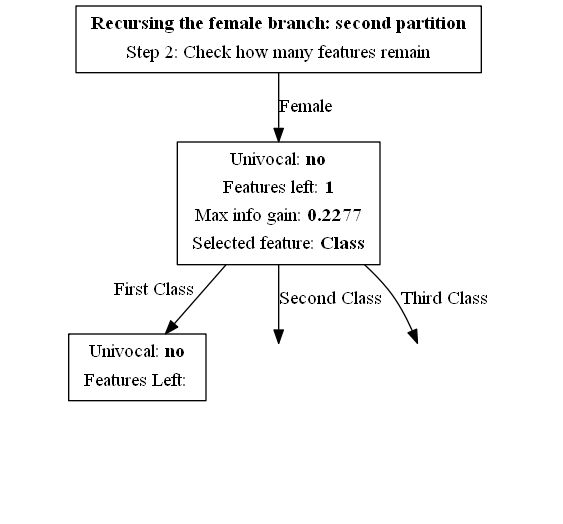 Recursing the female branch: second partition
Step 2: Check how many features remain
Female
Univocal: no
Features left: 1
Max info gain: 0.2277
Selected feature: Class
First Class
Second Class
Third Class
Univocal: no
Features Left: